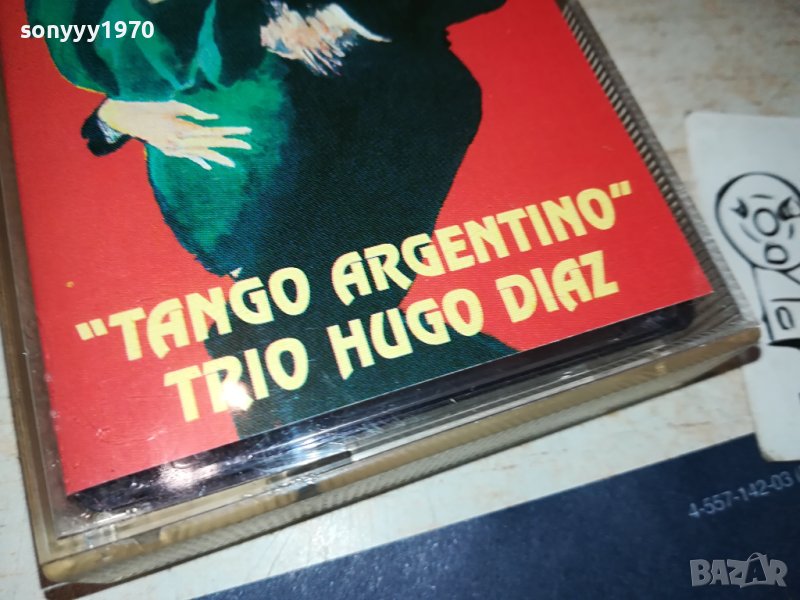 sonyyy1970
"TANGO ARGENTINO"
TRIO HUGO DIAZ
4-557-142-03
BAZAR